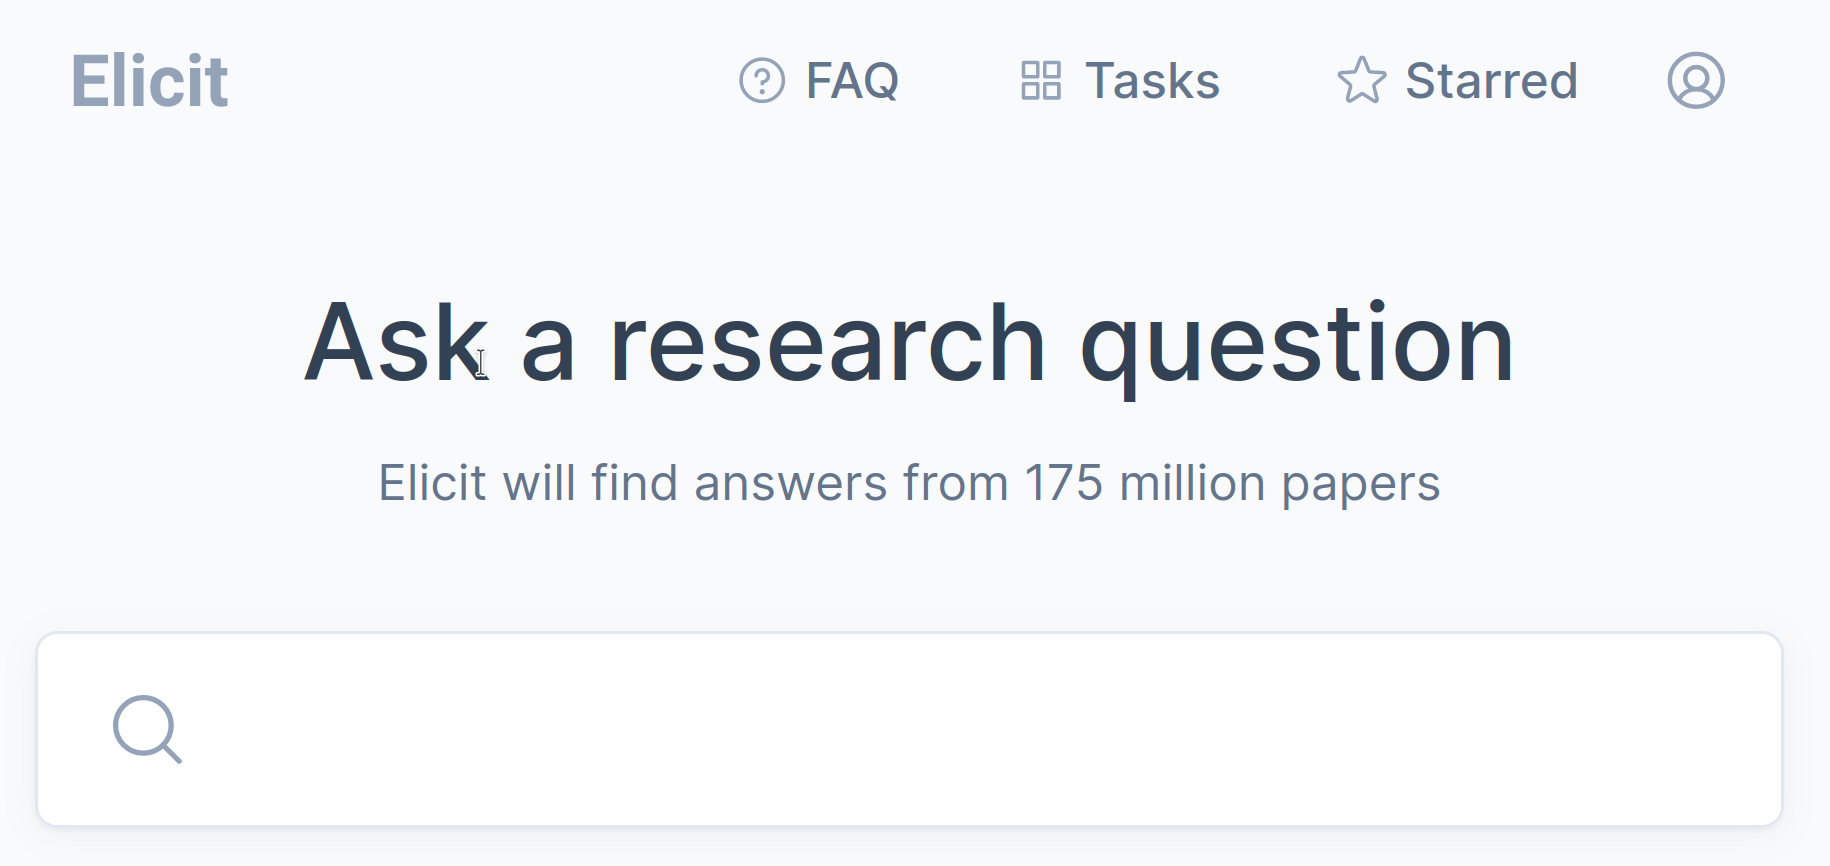 Elicit FAQ Tasks Starred
Ask a research question
Elicit will find answers from 175 million papers